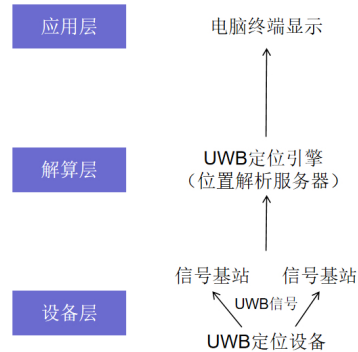 应用层
电脑终端显示
解算层
UWB定位引擎
（位置解析服务器）
信号基站
信号基站
UWB信号
设备层
UWB定位设备